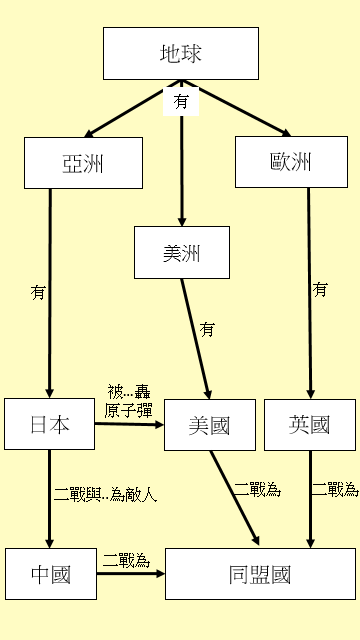 地球
有
亞洲
歐洲
美洲
有
有
有
被...轟
原子彈
日本
美國
英國
二戰與..為敵人
二戰為
二戰為
二戰為
中國
同盟國